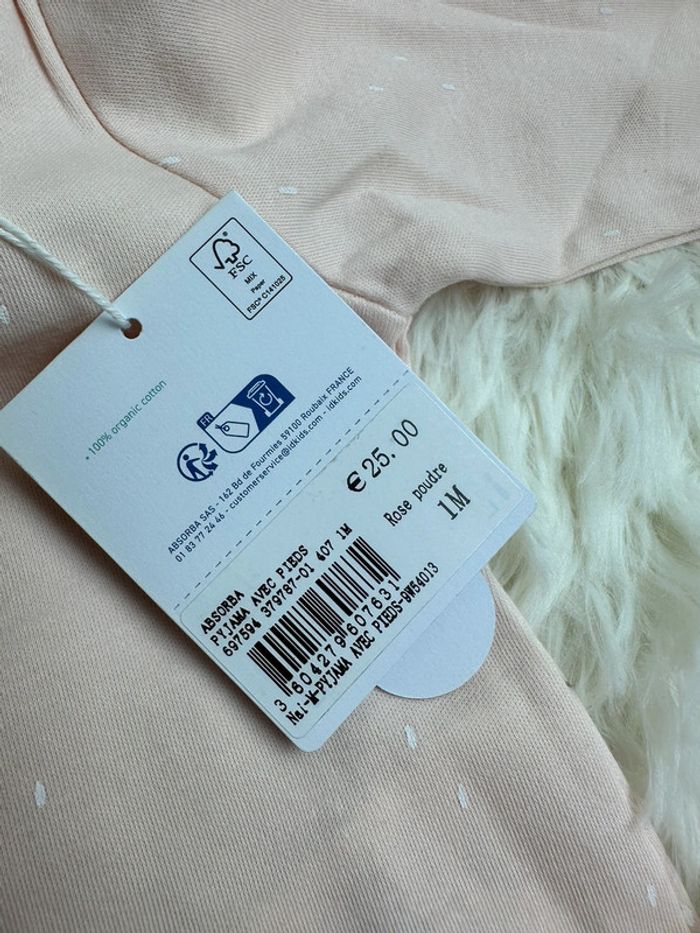 FSC
MIX
Paper
FSC® C141025
• 100% organic cotton
FR
ABSORBA SAS - 162 Bd de Fourmies 59100 Roubaix FRANCE
01 83 77 24 46 - customerservice@idkids.com - idkids.com
€25.00
Rose poudre
1M
ABSORBA
PYJAMA AVEC PIEDS
697594 379787-01 407 1M
3 604279 607631
Nai-M-PYJAMA AVEC PIEDS-9W54013